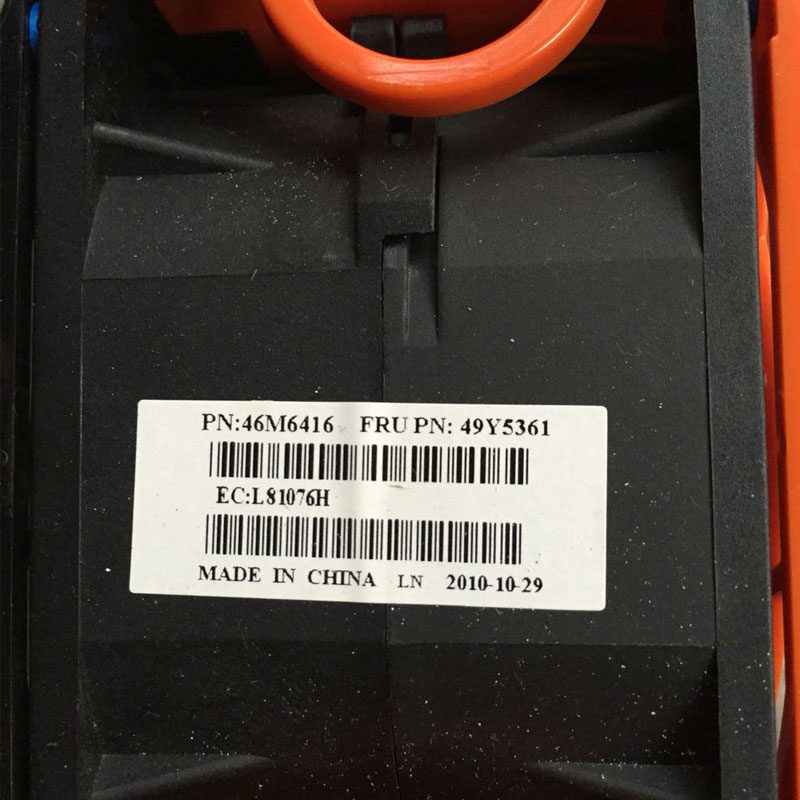 PN:46M6416 FRU PN: 49Y5361
EC:L81076H
MADE IN CHINA LN 2010-10-29